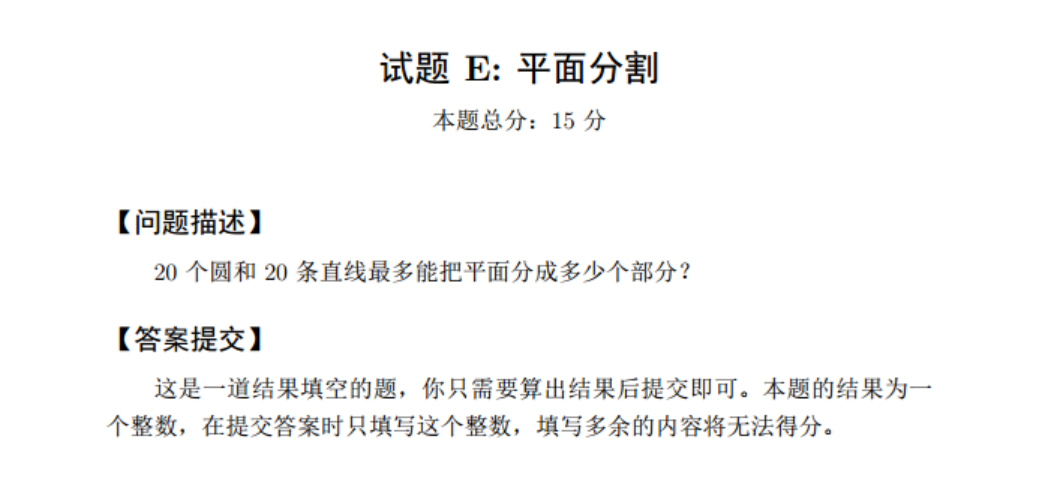 试题 E: 平面分割
本题总分：15 分
【问题描述】
20 个圆和 20 条直线最多能把平面分成多少个部分？
【答案提交】
这是一道结果填空的题，你只需要算出结果后提交即可。本题的结果为一
个整数，在提交答案时只填写这个整数，填写多余的内容将无法得分。